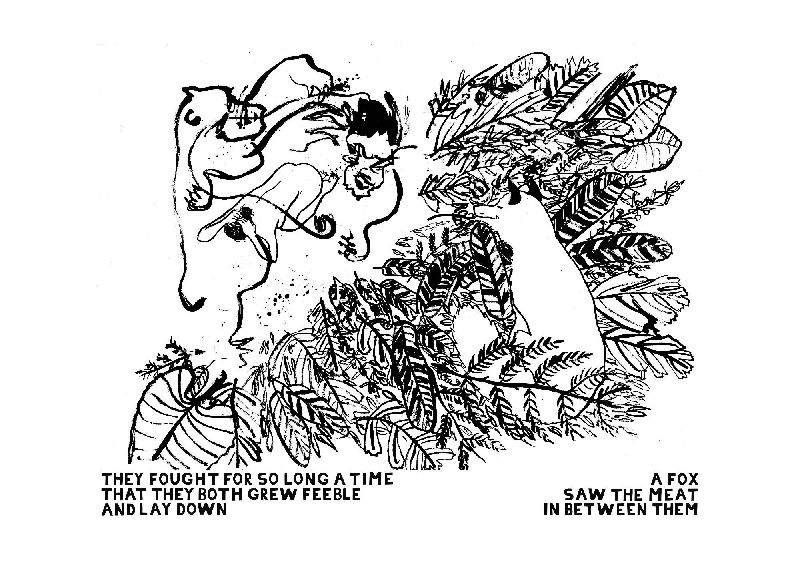 THEY FOUGHT FOR SO LONG A TIME
THAT THEY BOTH GREW FEEBLE
AND LAY DOWN
A FOX
SAW THE MEAT
IN BETWEEN THEM